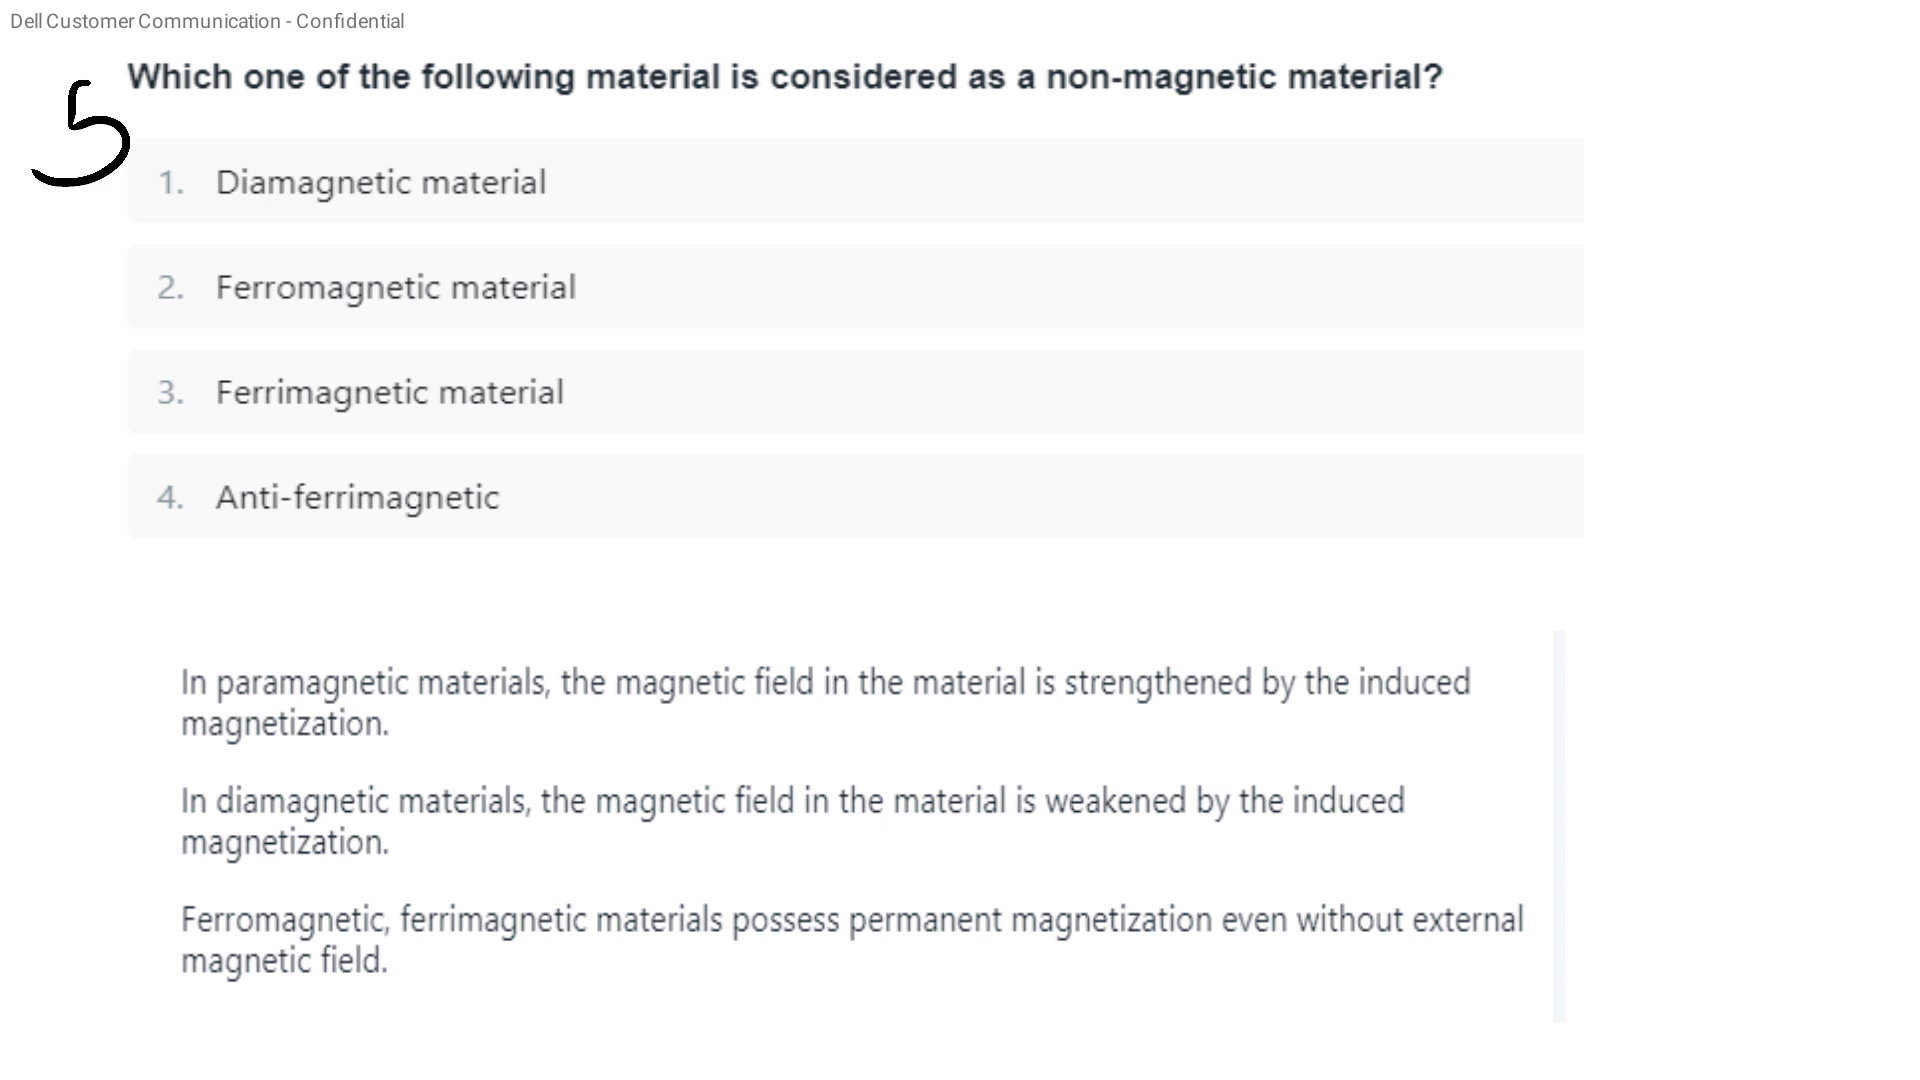 Dell Customer Communication - Confidential
Which one of the following material is considered as a non-magnetic material?
5
1. Diamagnetic material
2. Ferromagnetic material
3. Ferrimagnetic material
4. Anti-ferrimagnetic
In paramagnetic materials, the magnetic field in the material is strengthened by the induced
magnetization.
In diamagnetic materials, the magnetic field in the material is weakened by the induced
magnetization.
Ferromagnetic, ferrimagnetic materials possess permanent magnetization even without external
magnetic field.